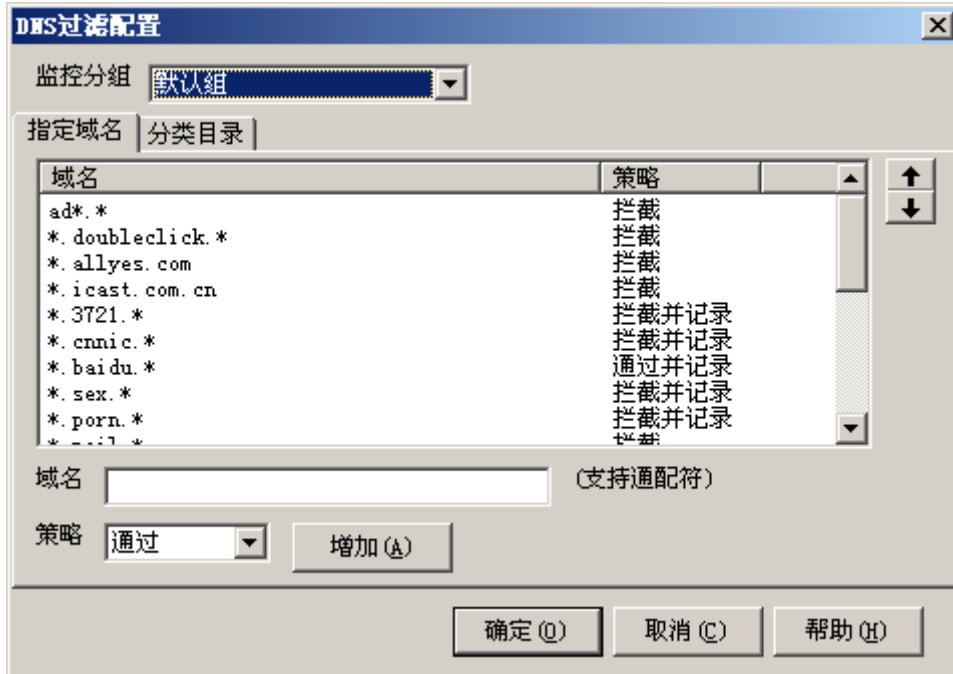 DNS过滤配置
监控分组 默认组
指定域名 分类目录
域名 策略
ad*.* 拦截
*.doubleclick.* 拦截
*.allyes.com 拦截
*.icast.com.cn 拦截
*.3721.* 拦截并记录
*.cnnic.* 拦截并记录
*.baidu.* 通过并记录
*.sex.* 拦截并记录
*.porn.* 拦截并记录
域名 (支持通配符)
策略 通过 增加(A)
确定(O) 取消(C) 帮助(H)